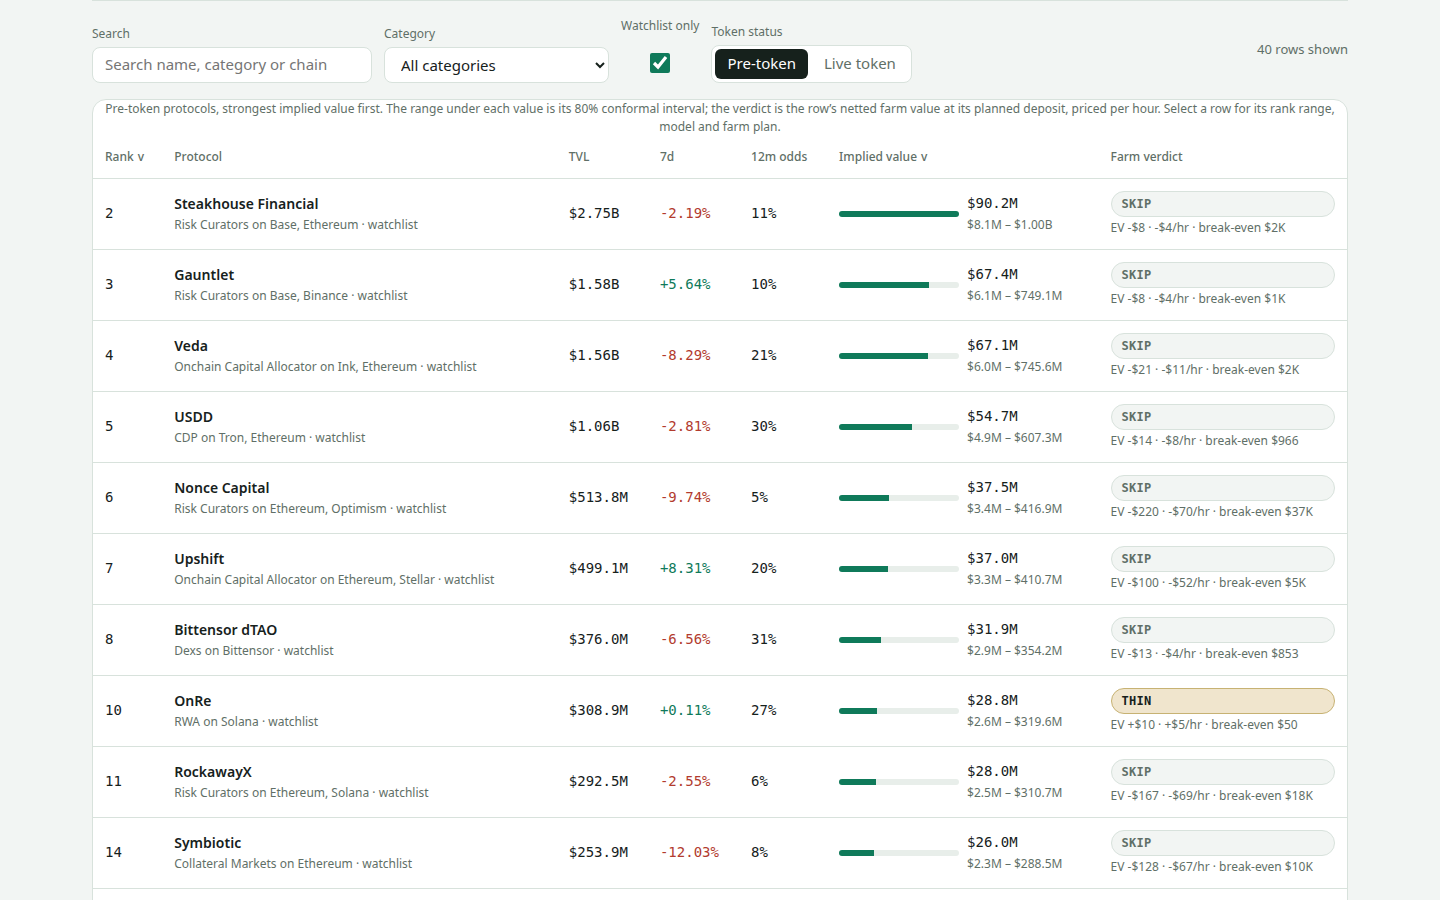 Search
Category
Watchlist only
Token status
Search name, category or chain
All categories
Pre-token
Live token
40 rows shown
Pre-token protocols, strongest implied value first. The range under each value is its 80% conformal interval; the verdict is the row's netted farm value at its planned deposit, priced per hour. Select a row for its rank range,
model and farm plan.
Rank v Protocol TVL 7d 12m odds Implied value v Farm verdict
2 Steakhouse Financial $2.75B -2.19% 11% $90.2M SKIP
Risk Curators on Base, Ethereum · watchlist $8.1M – $1.00B EV -$8 · -$4/hr · break-even $2K
3 Gauntlet $1.58B +5.64% 10% $67.4M SKIP
Risk Curators on Base, Binance · watchlist $6.1M – $749.1M EV -$8 · -$4/hr · break-even $1K
4 Veda $1.56B -8.29% 21% $67.1M SKIP
Onchain Capital Allocator on Ink, Ethereum · watchlist $6.0M – $745.6M EV -$21 · -$11/hr · break-even $2K
5 USDD $1.06B -2.81% 30% $54.7M SKIP
CDP on Tron, Ethereum · watchlist $4.9M – $607.3M EV -$14 · -$8/hr · break-even $966
6 Nonce Capital $513.8M -9.74% 5% $37.5M SKIP
Risk Curators on Ethereum, Optimism · watchlist $3.4M – $416.9M EV -$220 · -$70/hr · break-even $37K
7 Upshift $499.1M +8.31% 20% $37.0M SKIP
Onchain Capital Allocator on Ethereum, Stellar · watchlist $3.3M – $410.7M EV -$100 · -$52/hr · break-even $5K
8 Bittensor dTAO $376.0M -6.56% 31% $31.9M SKIP
Dexs on Bittensor · watchlist $2.9M – $354.2M EV -$13 · -$4/hr · break-even $853
10 OnRe $308.9M +0.11% 27% $28.8M THIN
RWA on Solana · watchlist $2.6M – $319.6M EV +$10 · +$5/hr · break-even $50
11 RockawayX $292.5M -2.55% 6% $28.0M SKIP
Risk Curators on Ethereum, Solana · watchlist $2.5M – $310.7M EV -$167 · -$69/hr · break-even $18K
14 Symbiotic $253.9M -12.03% 8% $26.0M SKIP
Collateral Markets on Ethereum · watchlist $2.3M – $288.5M EV -$128 · -$67/hr · break-even $10K